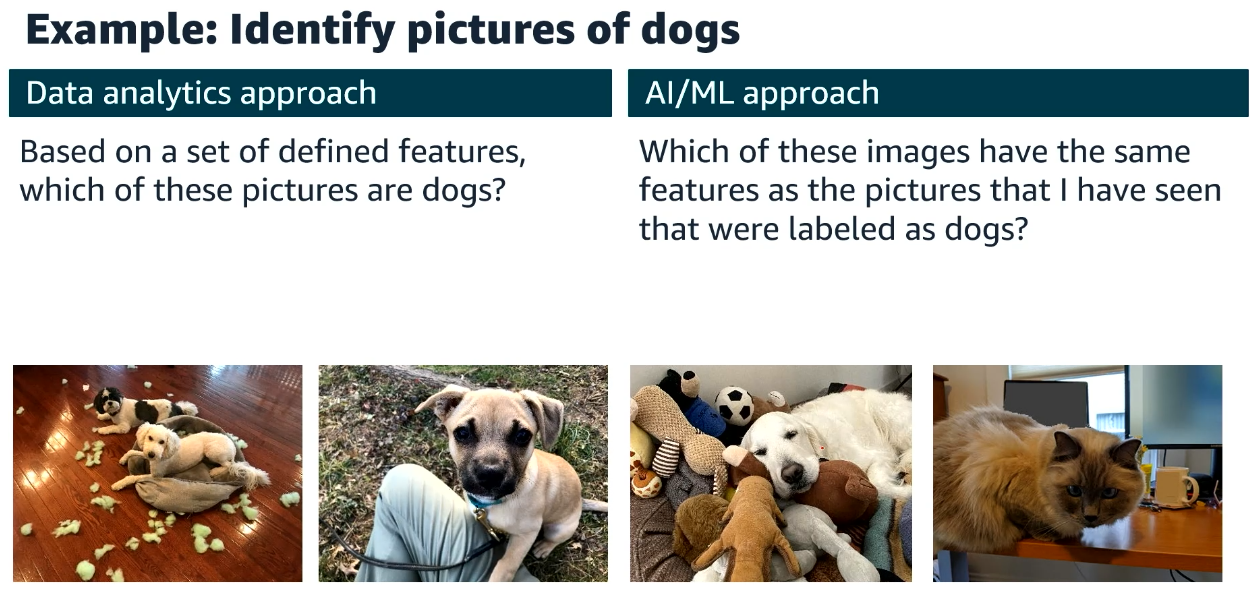 Example: Identify pictures of dogs
Data analytics approach
Based on a set of defined features,
which of these pictures are dogs?
AI/ML approach
Which of these images have the same
features as the pictures that I have seen
that were labeled as dogs?